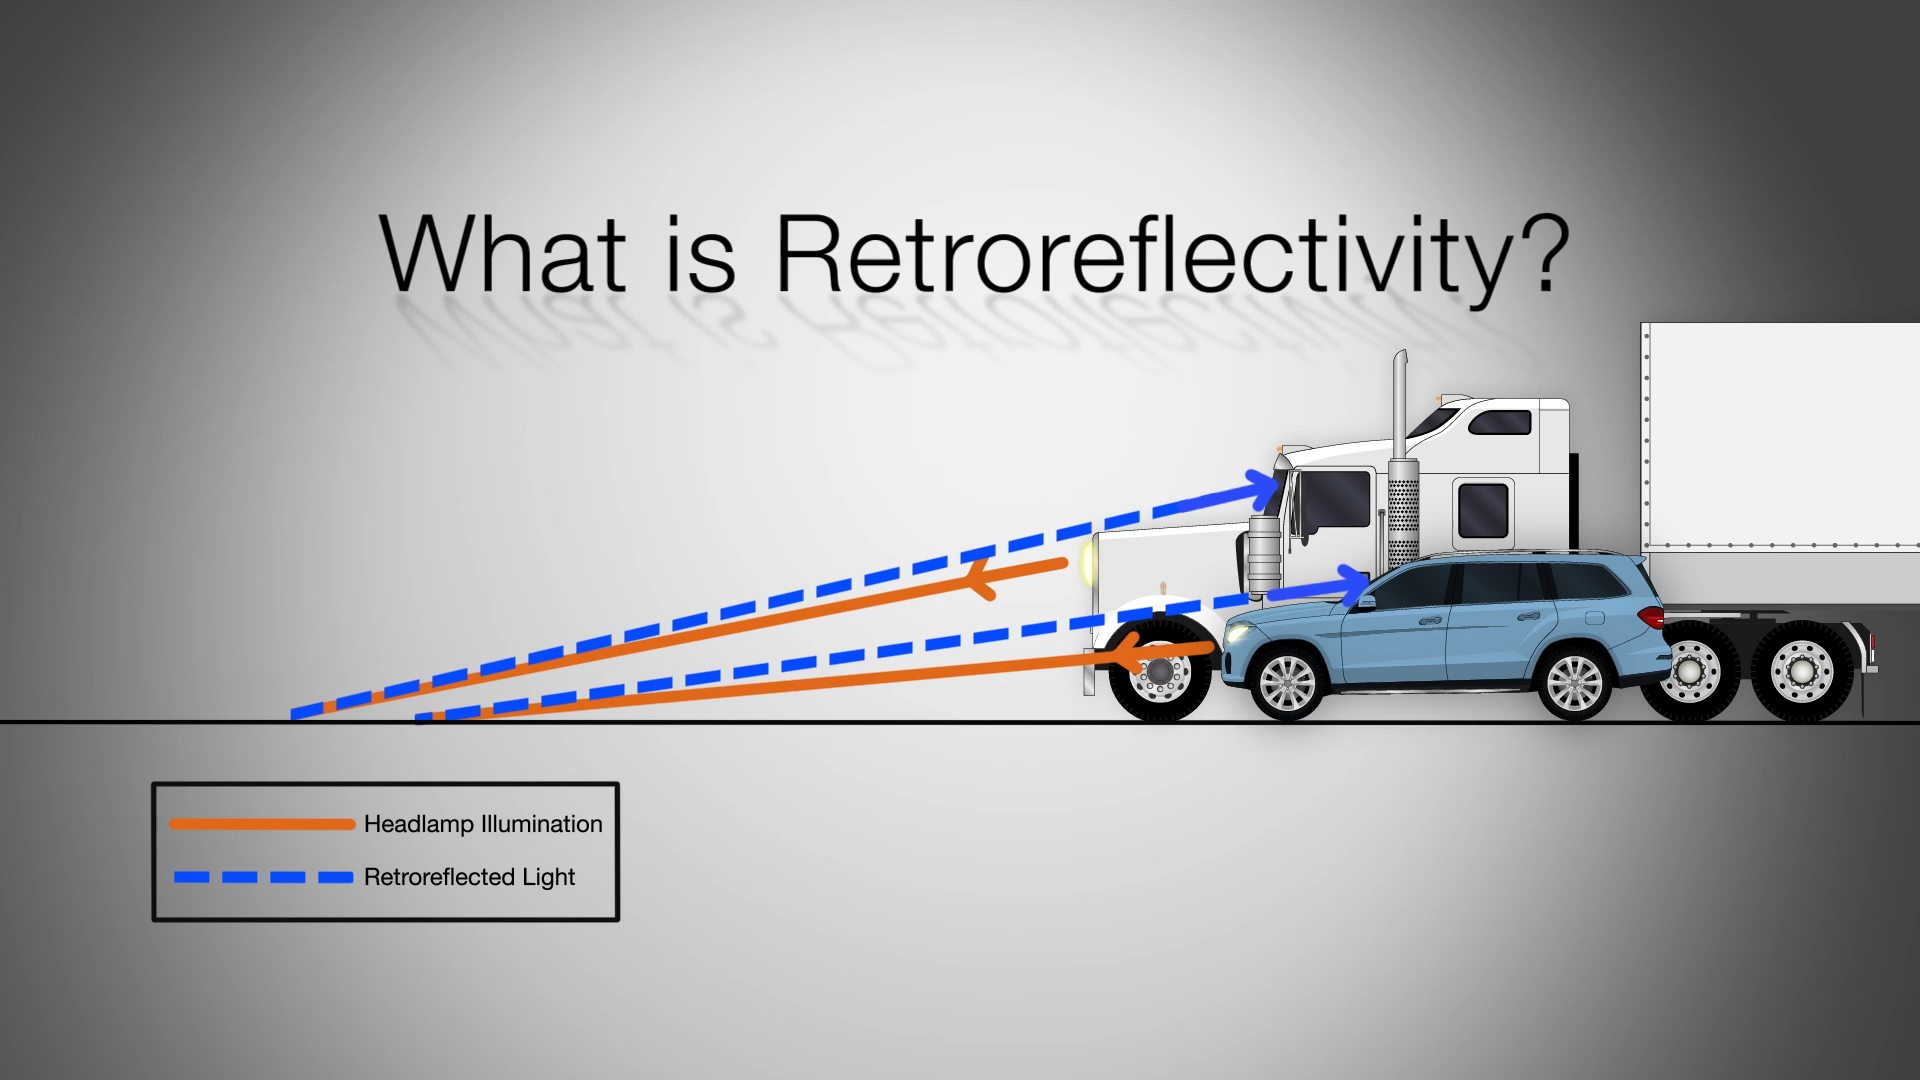 What is Retroreflectivity?
Headlamp Illumination
Retroreflected Light